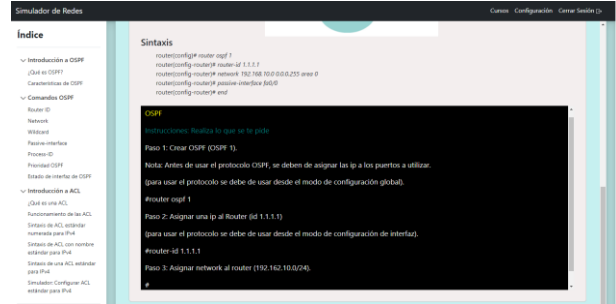 Simulador de Redes
Cursos Configuración Cerrar Sesión
Índice
Introducción a OSPF
¿Qué es OSPF?
Características de OSPF
Comandos OSPF
Router ID
Network
Wildcard
Passive-interface
Process-ID
Prioridad OSPF
Estado de interfaz de OSPF
Introducción a ACL
¿Qué es una ACL
Funcionamiento de las ACL
Sintaxis de ACL estándar
numerada para IPv4
Sintaxis de ACL con nombre
estándar para IPv4
Sintaxis de una ACL estándar
para IPv4
Simulador: Configurar ACL
estándar para IPv4
Sintaxis
router(config)# router ospf 1
router(config-router)# router-id 1.1.1.1
router(config-router)# network 192.168.10.0 0.0.0.255 area 0
router(config-router)# passive-interface fa0/0
router(config-router)# end
OSPF
Instrucciones: Realiza lo que se te pide
Paso 1: Crear OSPF (OSPF 1).
Nota: Antes de usar el protocolo OSPF, se deben de asignar las ip a los puertos a utilizar.
(para usar el protocolo se debe de usar desde el modo de configuración global).
#router ospf 1
Paso 2: Asignar una ip al Router (id 1.1.1.1)
(para usar el protocolo se debe de usar desde el modo de configuración de interfaz).
#router-id 1.1.1.1
Paso 3: Asignar network al router (192.162.10.0/24).
#